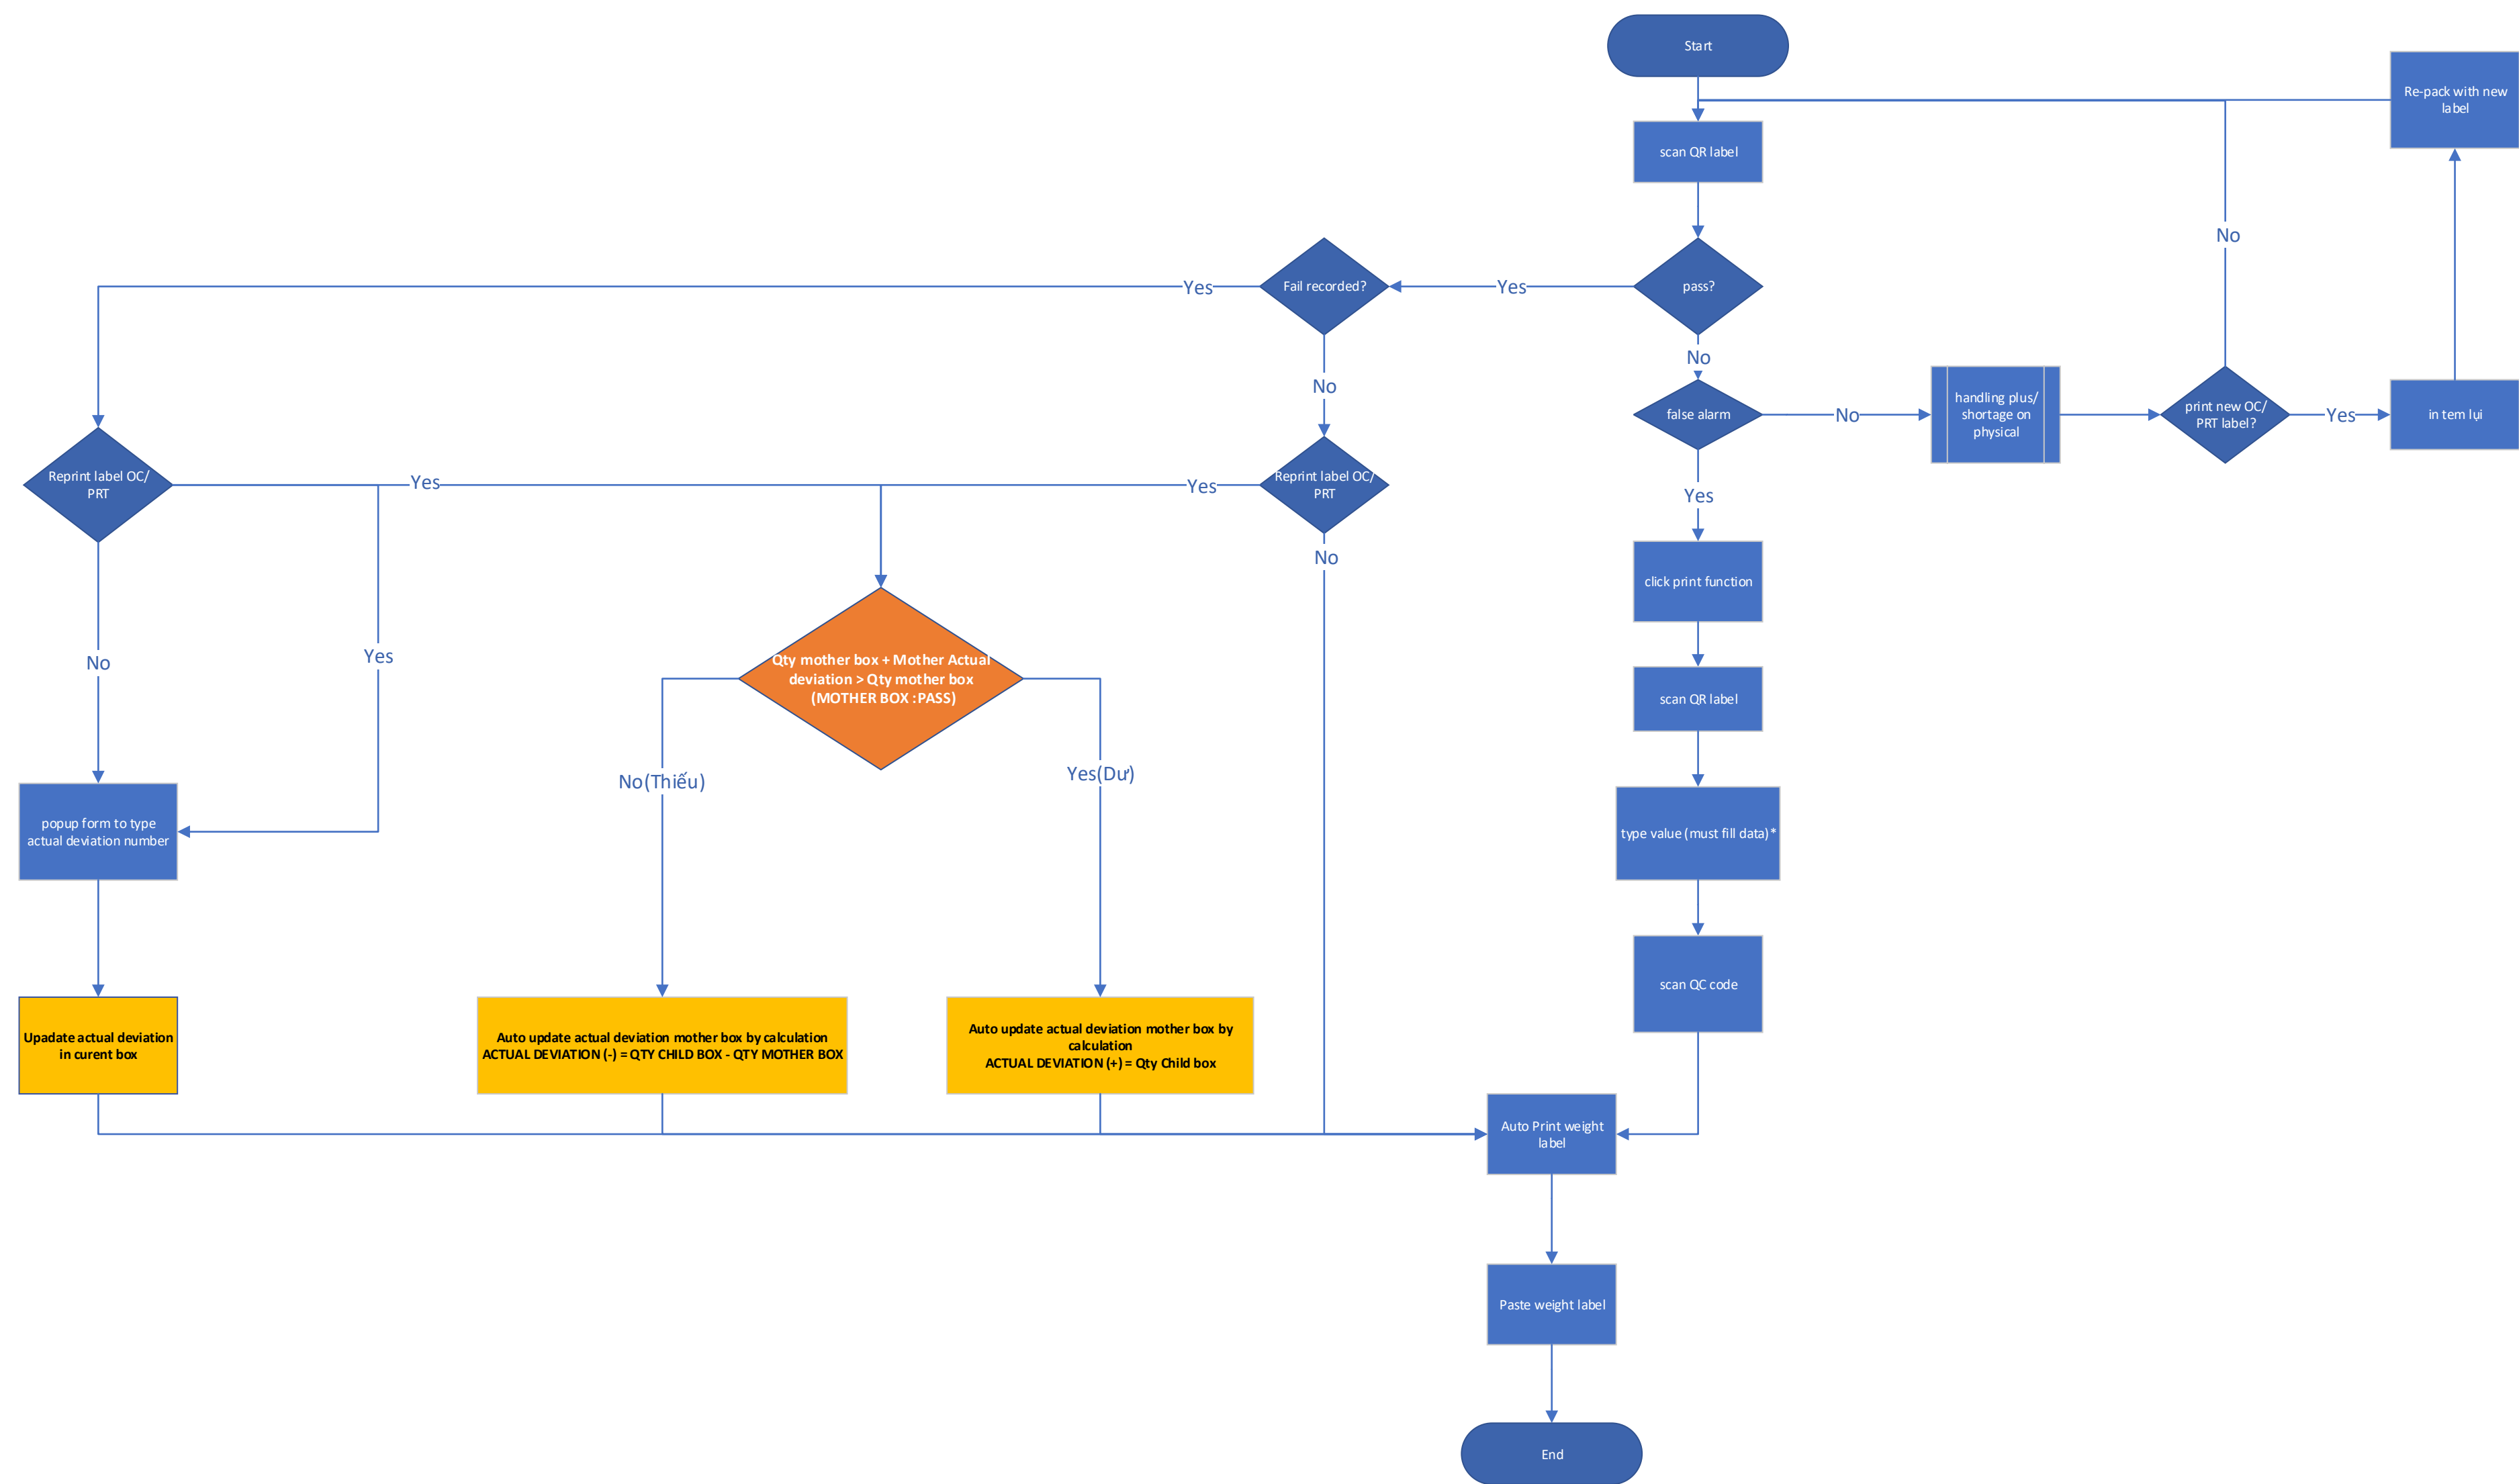 Start
Re-pack with new
label
scan QR label
No
Fail recorded?
pass?
Yes
Yes
No
No
handling plus/
shortage on
physical
print new OC/
PRT label?
false alarm
No
Yes
in tem lụi
Reprint label OC/
PRT
Yes
Yes
Reprint label OC/
PRT
Yes
No
click print function
No
Yes
Qty mother box + Mother Actual
deviation > Qty mother box
(MOTHER BOX :PASS)
scan QR label
No(Thiếu)
Yes(Dư)
popup form to type
actual deviation number
type value (must fill data)*
scan QC code
Upadate actual deviation
in curent box
Auto update actual deviation mother box by calculation
ACTUAL DEVIATION (-) = QTY CHILD BOX - QTY MOTHER BOX
Auto update actual deviation mother box by
calculation
ACTUAL DEVIATION (+) = Qty Child box
Auto Print weight
label
Paste weight label
End